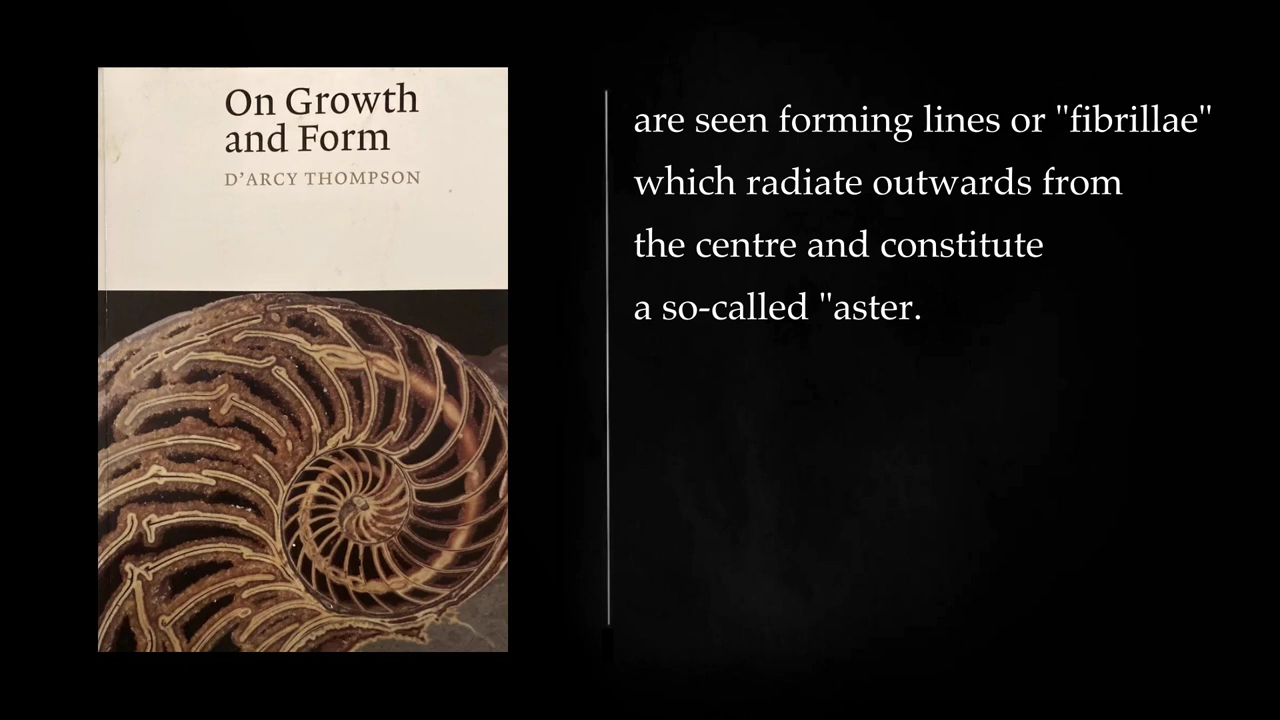 On Growth
and Form
D'ARCY THOMPSON
are seen forming lines or "fibrillae"
which radiate outwards from
the centre and constitute
a so-called "aster.